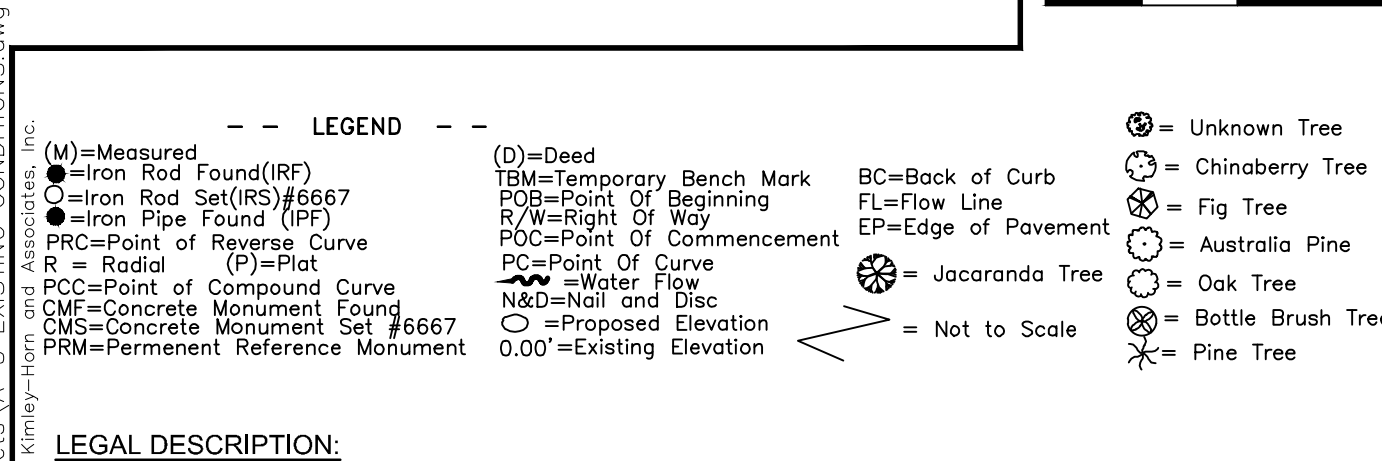 - - LEGEND - -
(M)=Measured
=Iron Rod Found(IRF)
=Iron Rod Set(IRS)#6667
=Iron Pipe Found (IPF)
PRC=Point of Reverse Curve
R = Radial (P)=Plat
PCC=Point of Compound Curve
CMF=Concrete Monument Found
CMS=Concrete Monument Set #6667
PRM=Permenent Reference Monument
(D)=Deed
TBM=Temporary Bench Mark
POB=Point Of Beginning
R/W=Right Of Way
POC=Point Of Commencement
PC=Point Of Curve
=Water Flow
N&D=Nail and Disc
=Proposed Elevation
0.00'=Existing Elevation
BC=Back of Curb
FL=Flow Line
EP=Edge of Pavement
= Jacaranda Tree
= Not to Scale
= Unknown Tree
= Chinaberry Tree
= Fig Tree
= Australia Pine
= Oak Tree
= Bottle Brush Tree
= Pine Tree
Kimley-Horn and Associates, Inc.
LEGAL DESCRIPTION: